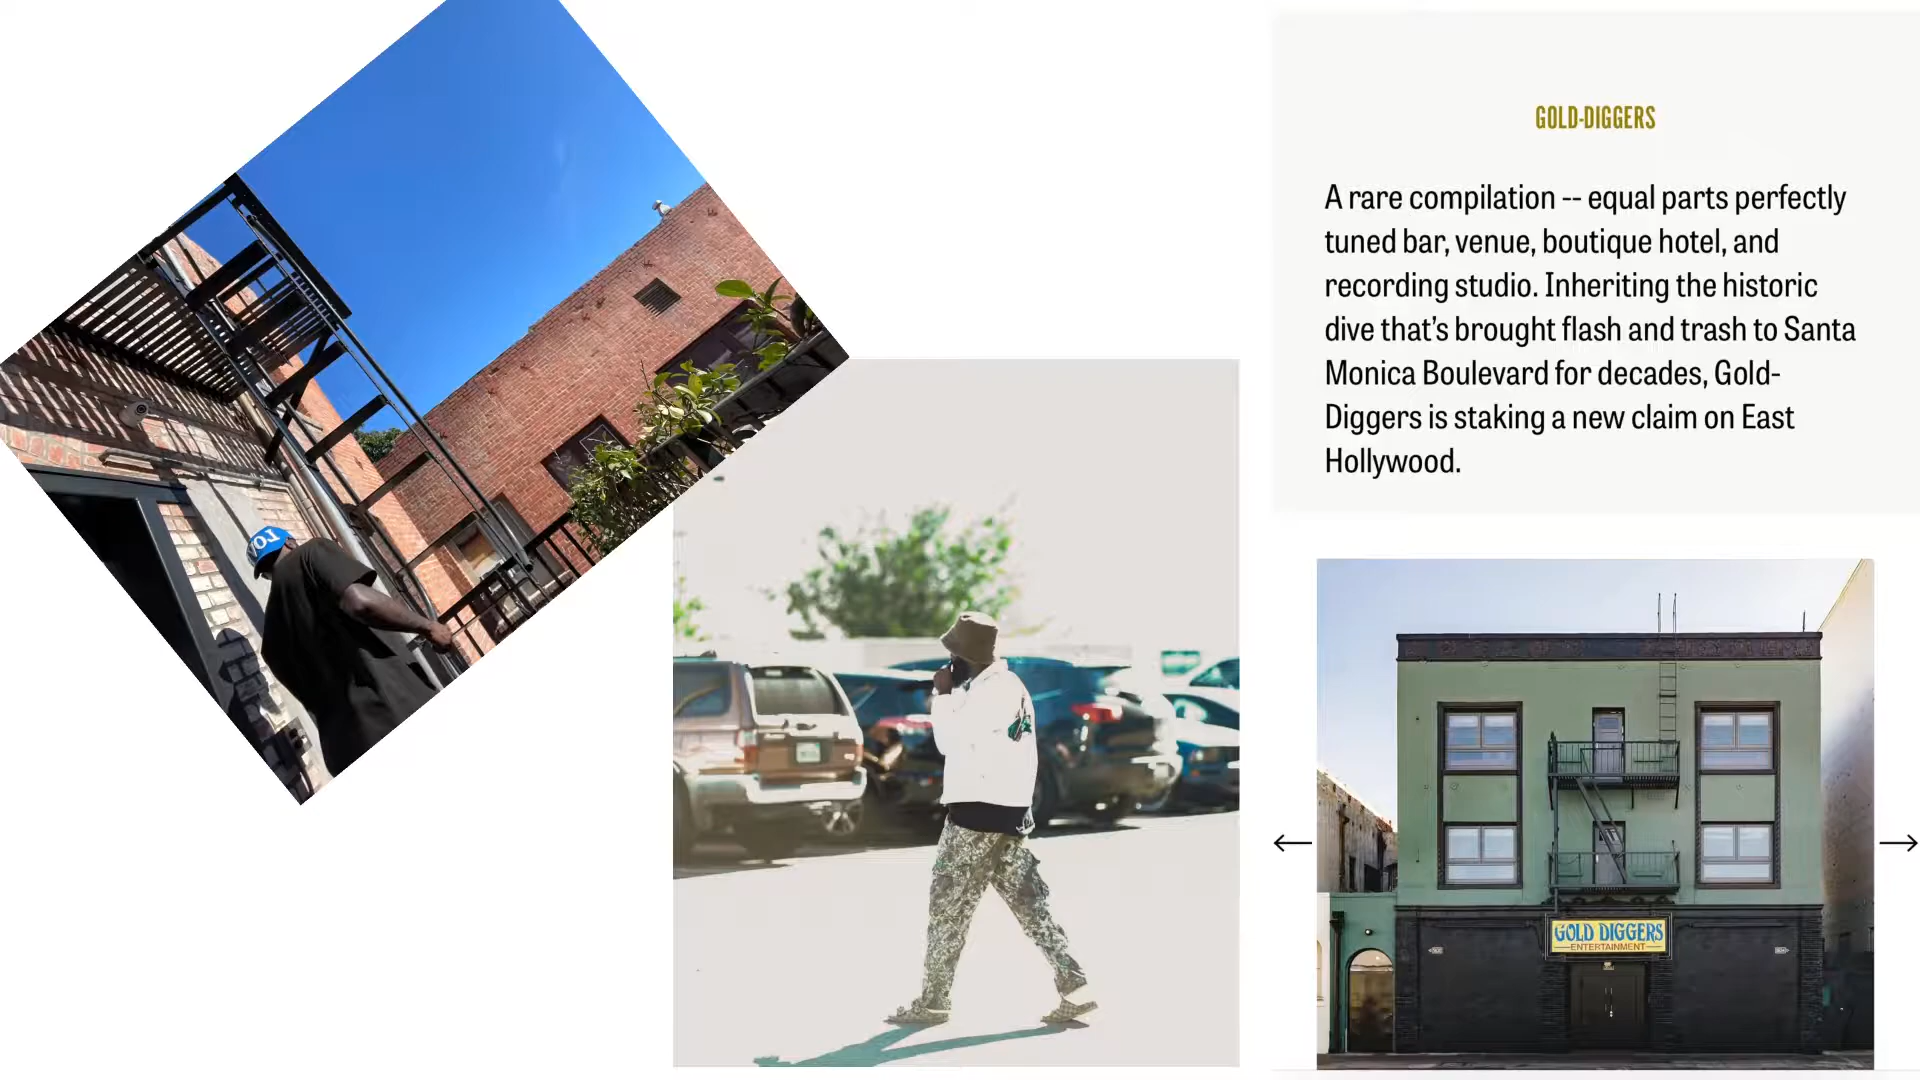 GOLD-DIGGERS
A rare compilation -- equal parts perfectly
tuned bar, venue, boutique hotel, and
recording studio. Inheriting the historic
dive that’s brought flash and trash to Santa
Monica Boulevard for decades, Gold-
Diggers is staking a new claim on East
Hollywood.
GOLD DIGGERS
ENTERTAINMENT